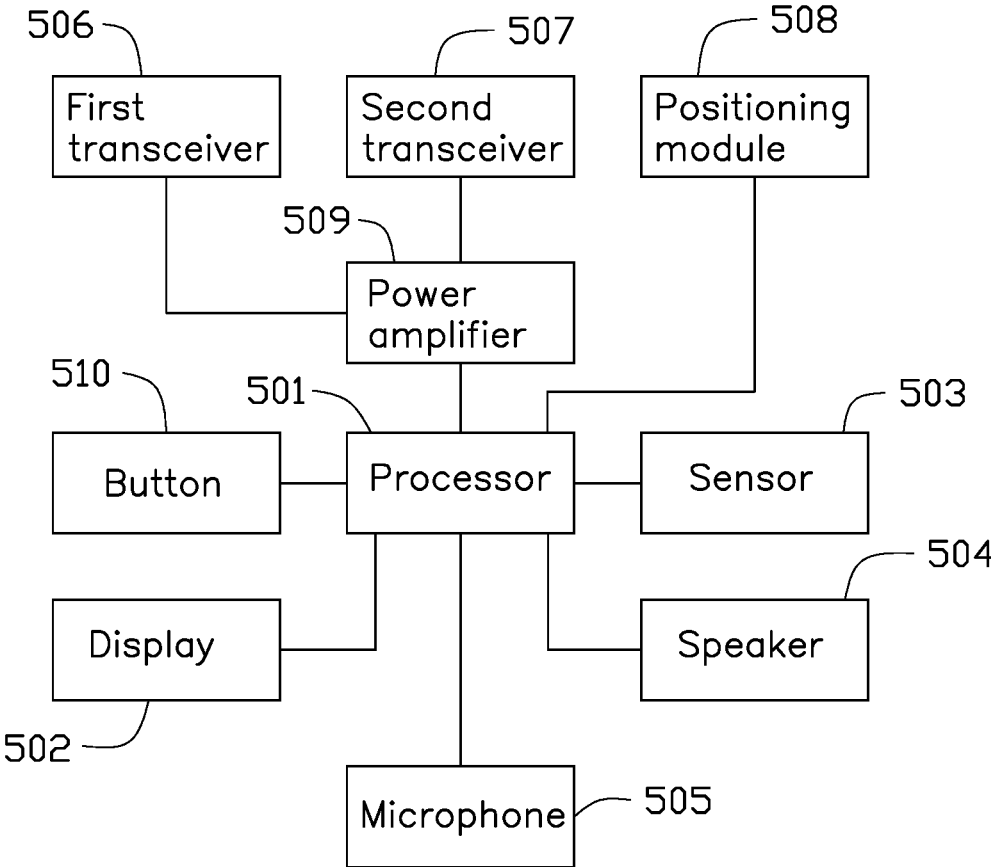 506
507
508
First
transceiver
Second
transceiver
Positioning
module
509
Power
amplifier
510
501
503
Button
Processor
Sensor
504
Display
Speaker
502
Microphone
505